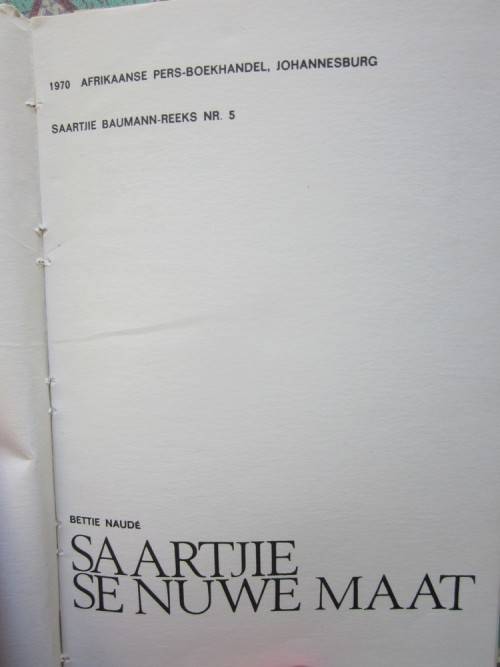 1970 AFRIKAANSE PERS-BOEKHANDEL, JOHANNESBURG
SAARTJIE BAUMANN-REEKS NR. 5
BETTIE NAUDÉ
SAARTJIE
SE NUWE MAAT